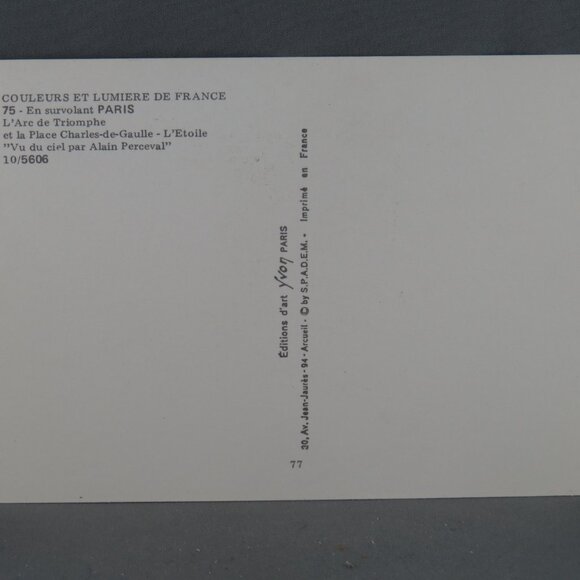 COULEURS ET LUMIERE DE FRANCE
75 - En survolant PARIS
L'Arc de Triomphe
et la Place Charles-de-Gaulle - L'Etoile
"Vu du ciel par Alain Perceval"
10/5606
Éditions d'art yvon PARIS
30, Av. Jean-Jaurès - 94 - Arcueil - © by S.P.A.D.E.M. • Imprimé en France
77